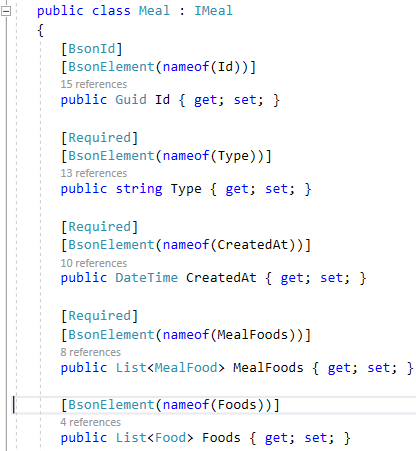 public class Meal : IMeal
{
[BsonId]
[BsonElement(nameof(Id))]
15 references
public Guid Id { get; set; }
[Required]
[BsonElement(nameof(Type))]
13 references
public string Type { get; set; }
[Required]
[BsonElement(nameof(CreatedAt))]
10 references
public DateTime CreatedAt { get; set; }
[Required]
[BsonElement(nameof(MealFoods))]
8 references
public List<MealFood> MealFoods { get; set; }
[BsonElement(nameof(Foods))]
4 references
public List<Food> Foods { get; set; }